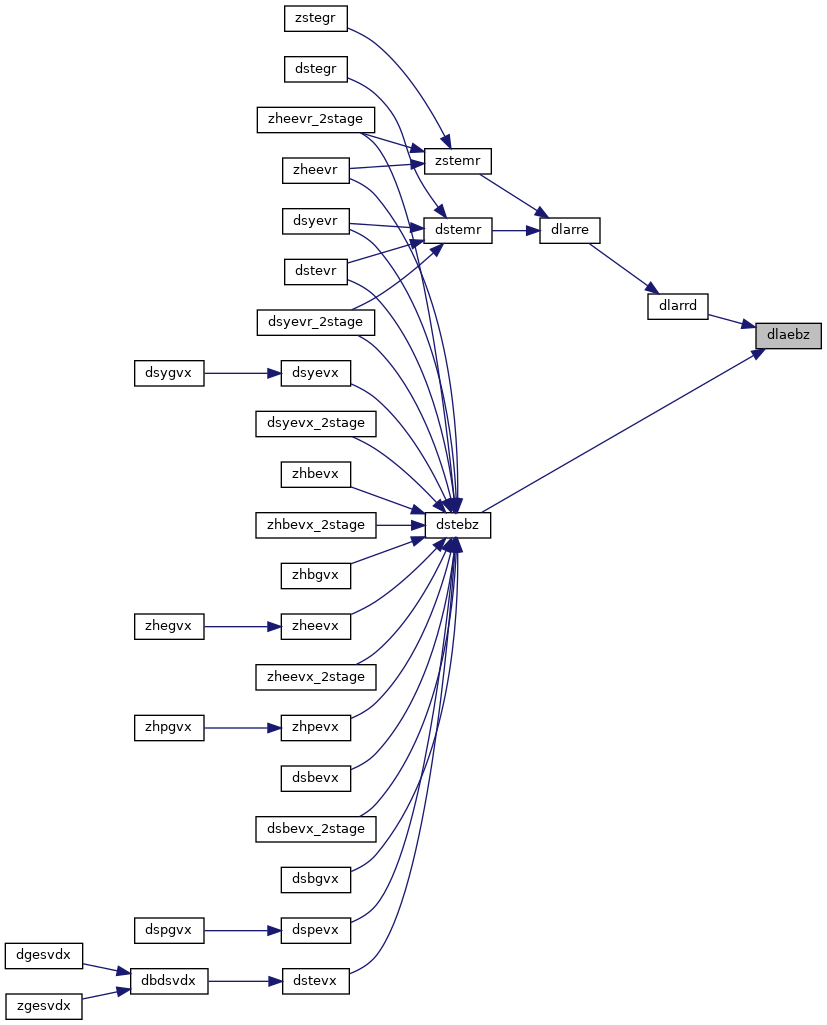 zstegr
dstegr
zheevr_2stage
zstemr
zheevr
dsyevr
dstemr
dlarre
dstevr
dlarrd
dsyevr_2stage
dlaebz
dsygvx
dsyevx
dsyevx_2stage
zhbevx
dstebz
zhbevx_2stage
zhbgvx
zhegvx
zheevx
zheevx_2stage
zhpgvx
zhpevx
dsbevx
dsbevx_2stage
dsbgvx
dspgvx
dspevx
dgesvdx
dbdsvdx
dstevx
zgesvdx